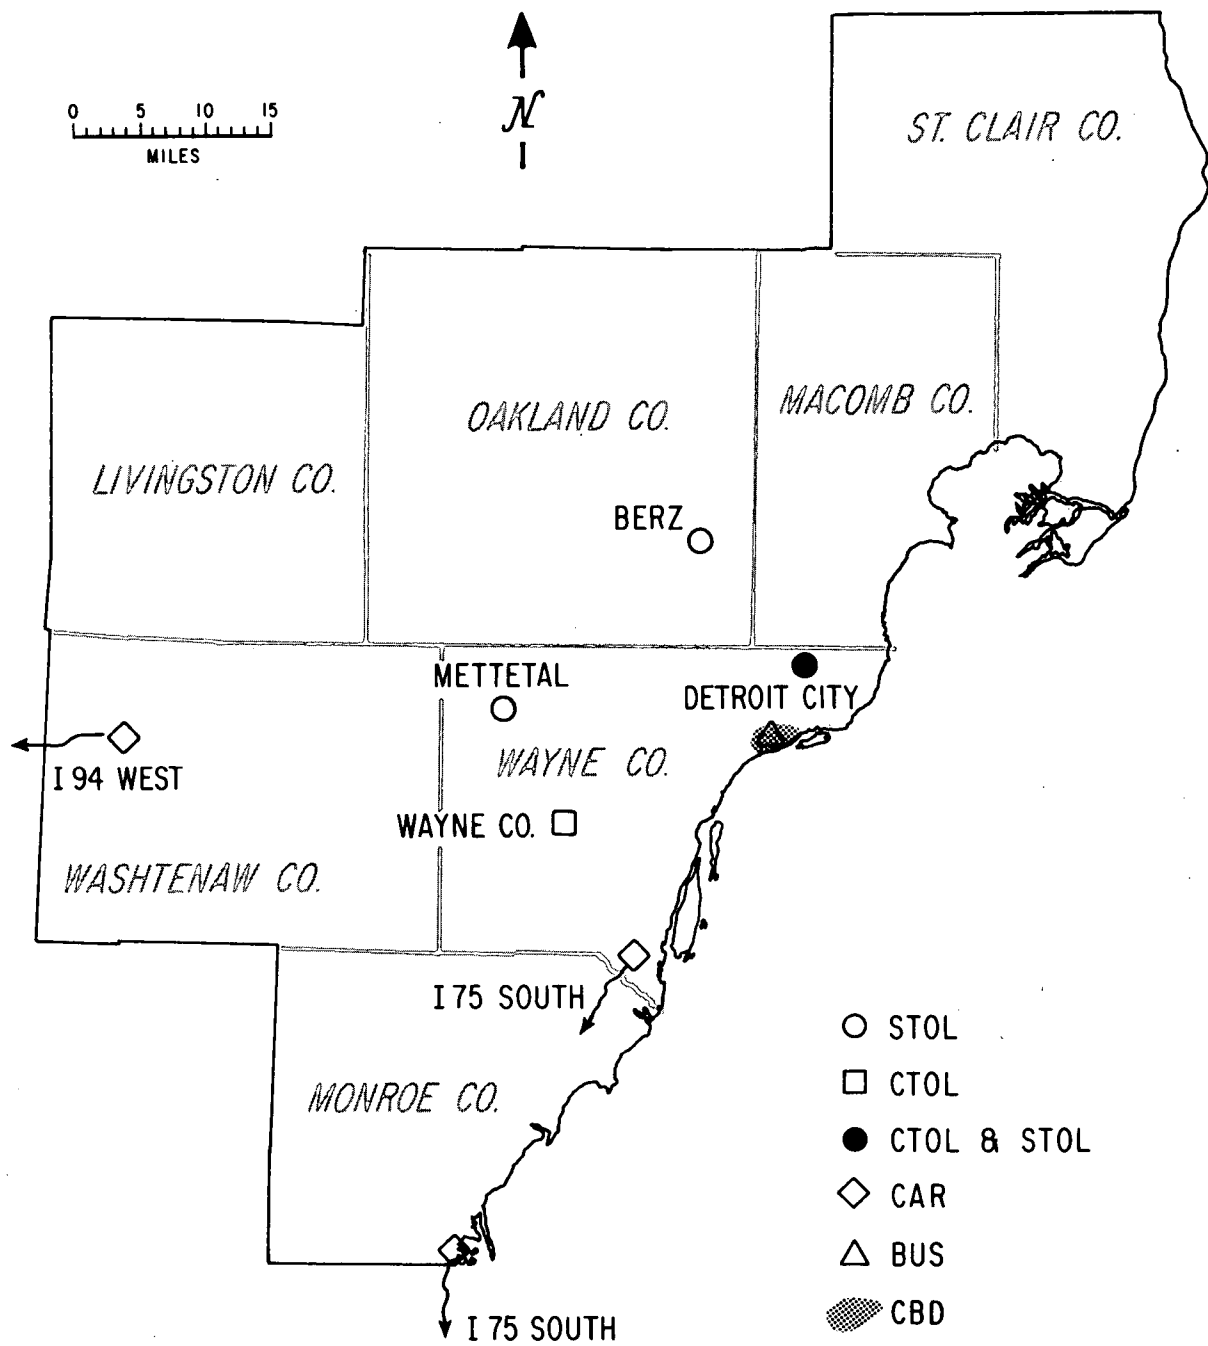 N
0 5 10 15
MILES
ST. CLAIR CO.
MACOMB CO.
OAKLAND CO.
LIVINGSTON CO.
BERZ
METTETAL
DETROIT CITY
I 94 WEST
WAYNE CO.
WAYNE CO.
WASHTENAW CO.
I 75 SOUTH
MONROE CO.
I 75 SOUTH
STOL
CTOL
CTOL & STOL
CAR
BUS
CBD